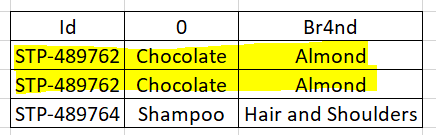 Id 0 Br4nd
STP-489762 Chocolate Almond
STP-489762 Chocolate Almond
STP-489764 Shampoo Hair and Shoulders